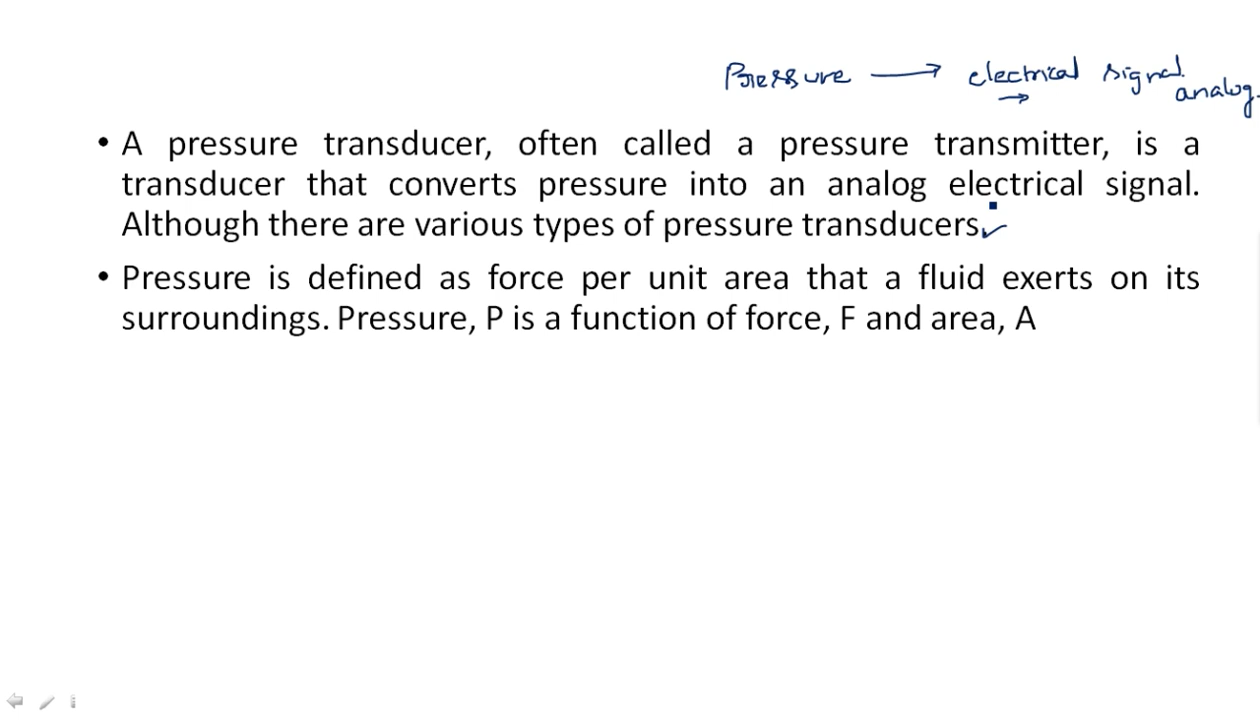 Pressure → electrical signal.
analog.
• A pressure transducer, often called a pressure transmitter, is a
transducer that converts pressure into an analog electrical signal.
Although there are various types of pressure transducers.
• Pressure is defined as force per unit area that a fluid exerts on its
surroundings. Pressure, P is a function of force, F and area, A